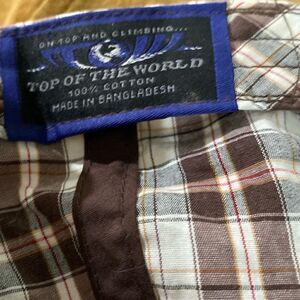 ON TOP AND CLIMBING...
TOP OF THE WORLD
100% COTTON
MADE IN BANGLADESH